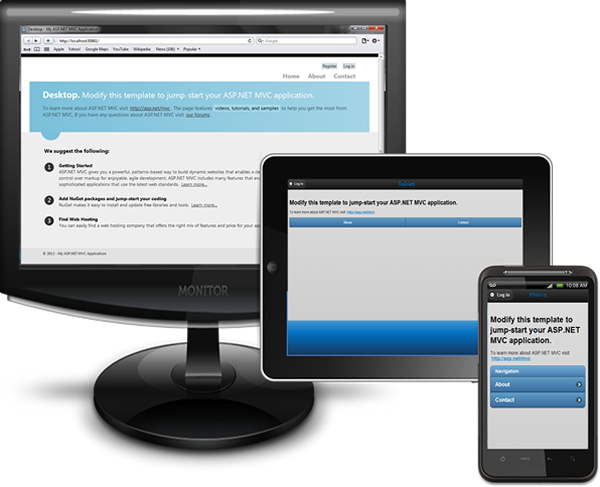 Desktop - My ASP.NET MVC Application
Apple Yahoo! Google Maps YouTube Wikipedia News (106) Popular
Google
Register Log in
Home About Contact
Desktop. Modify this template to jump-start your ASP.NET MVC application.
To learn more about ASP.NET MVC visit http://asp.net/mvc. The page features videos, tutorials, and samples to help you get the most from
ASP.NET MVC. If you have any questions about ASP.NET MVC visit our forums.
We suggest the following:
1 Getting Started
ASP.NET MVC gives you a powerful, patterns-based way to build dynamic websites that enables a
control over markup for enjoyable, agile development. ASP.NET MVC includes many features that
sophisticated applications that use the latest web standards. Learn more...
2 Add NuGet packages and jump-start your coding
NuGet makes it easy to install and update free libraries and tools. Learn more...
3 Find Web Hosting
You can easily find a web hosting company that offers the right mix of features and price for your
© 2012 - My ASP.NET MVC Application
MONITOR
Log in Tablet
Modify this template to jump-start your ASP.NET MVC application.
To learn more about ASP.NET MVC visit http://asp.net/mvc
About Contact
10:08 AM
Log in
Modify this template to
jump-start your ASP.NET
MVC application.
To learn more about ASP.NET MVC visit
http://asp.net/mvc.
Navigation
About
Contact
MENU